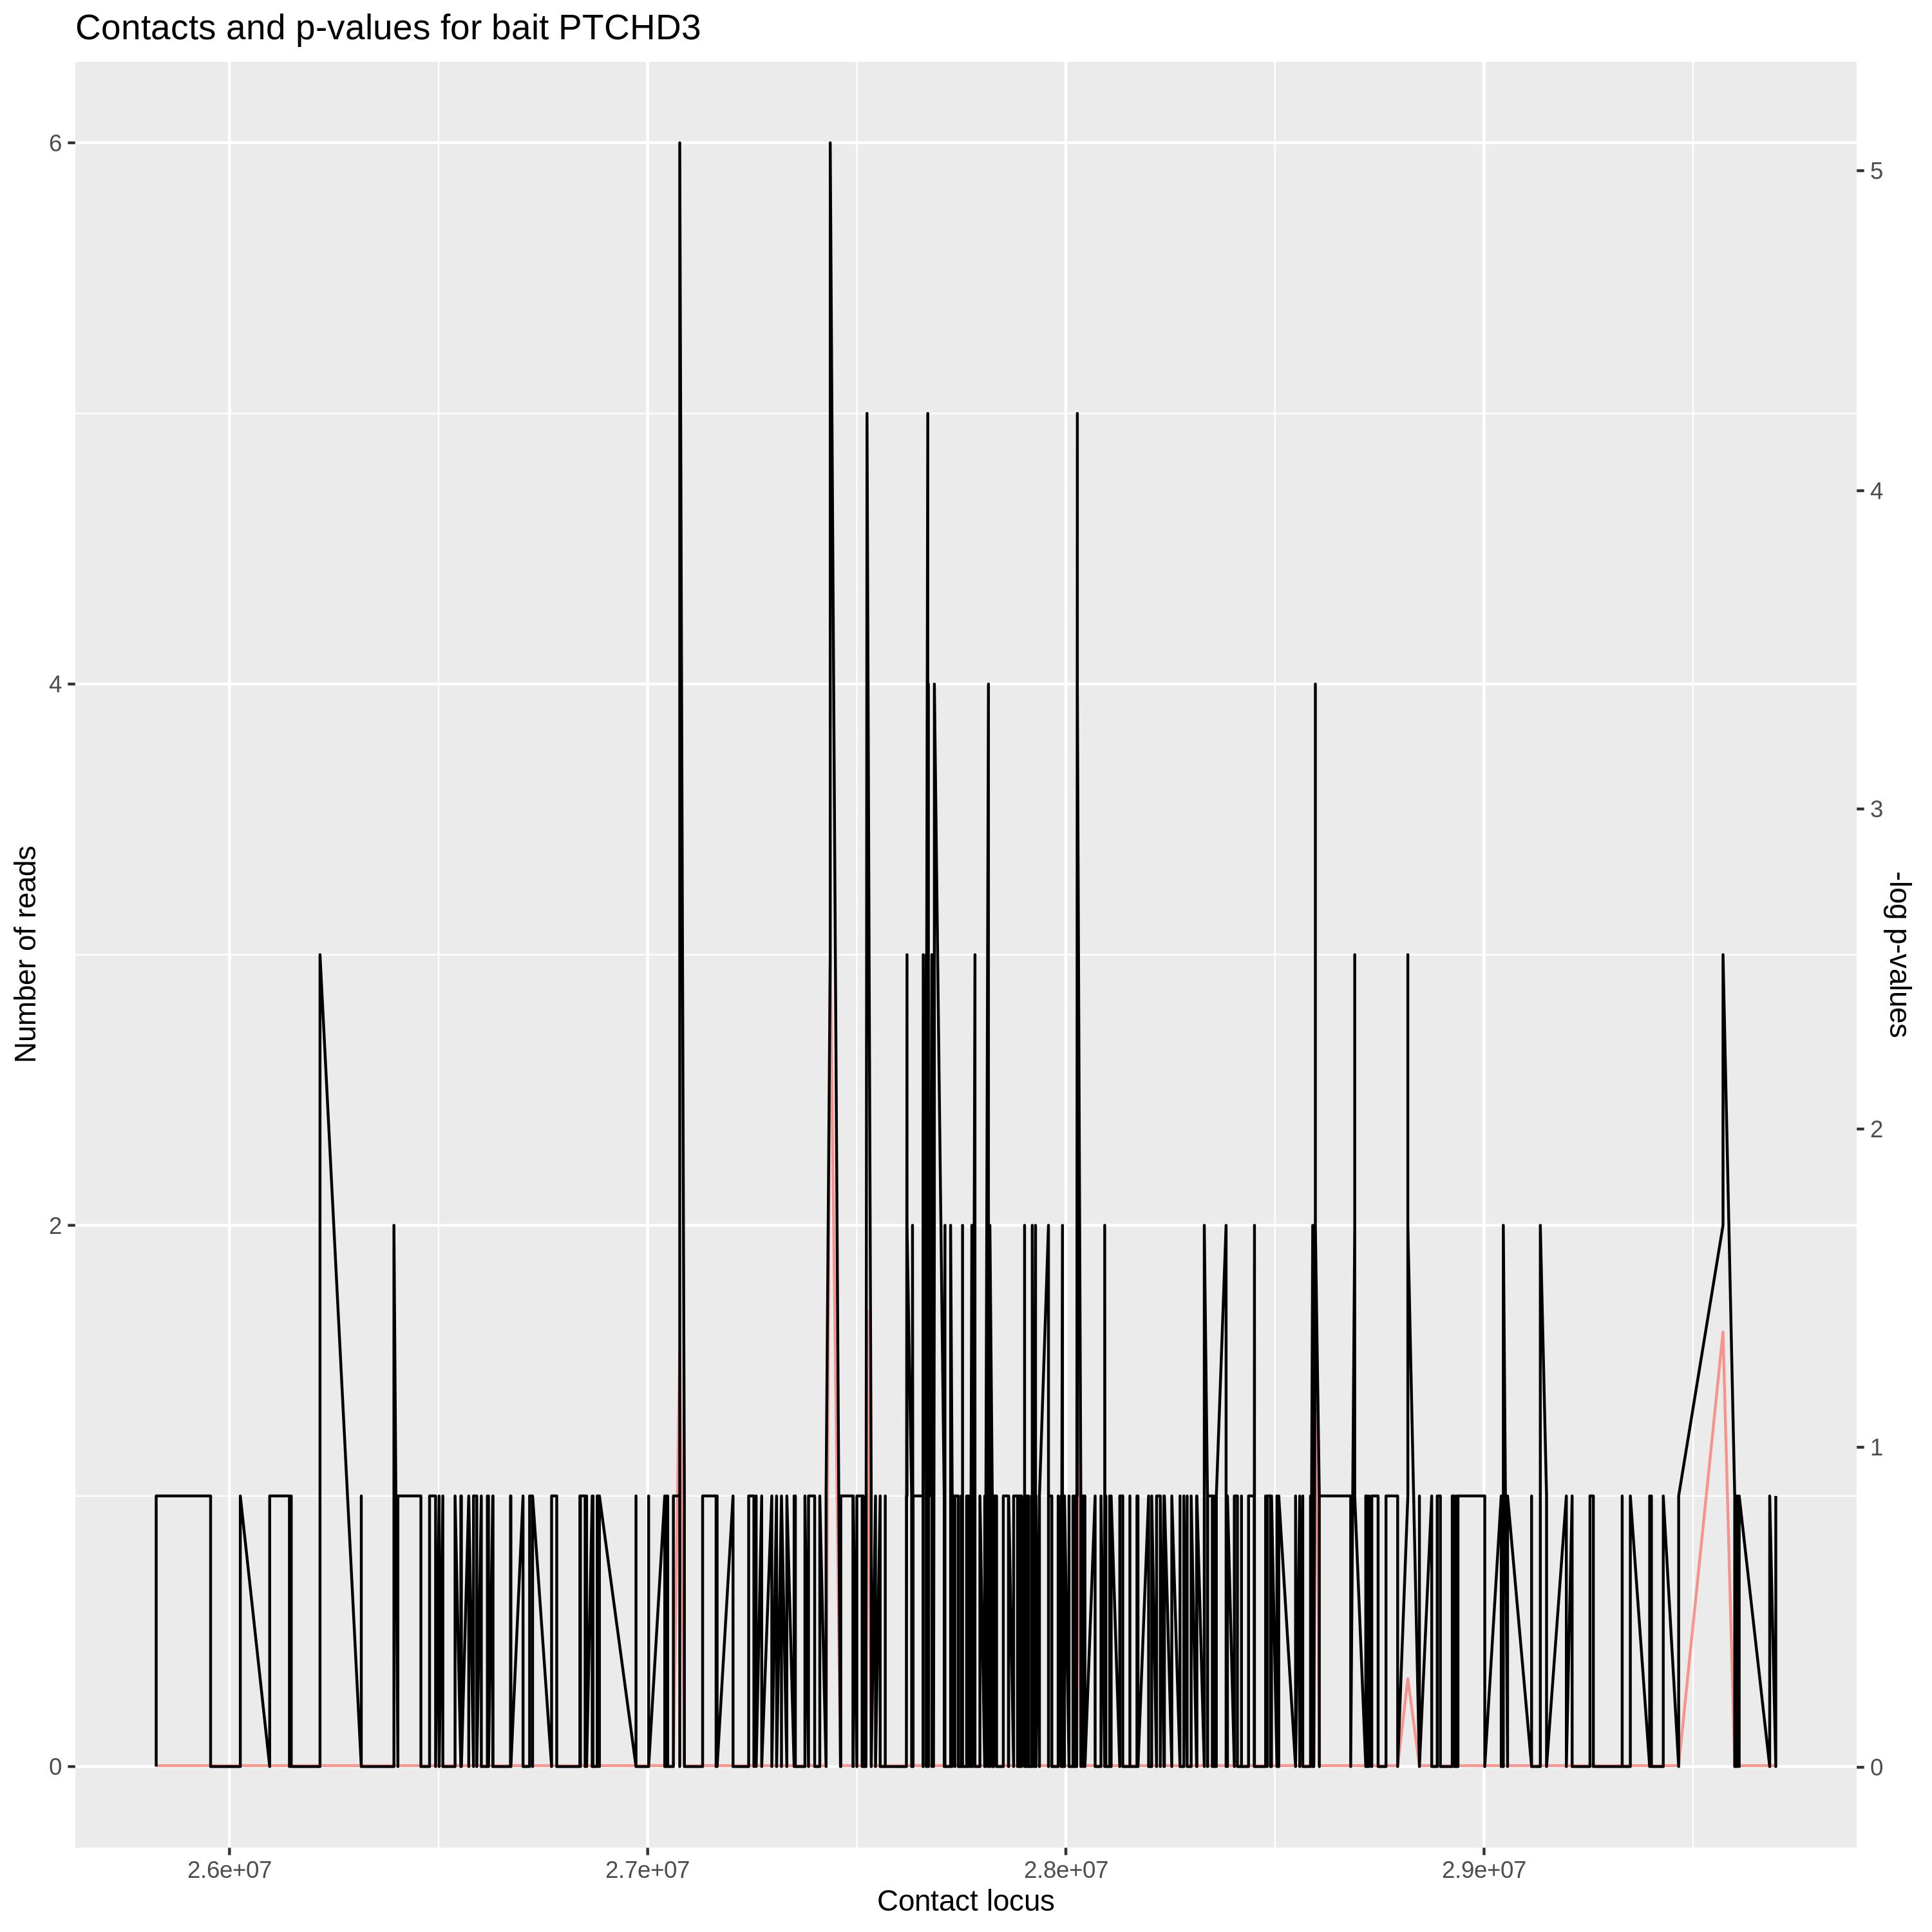 Contacts and p-values for bait PTCHD3
6
4
2
0
Number of reads
5
4
3
2
1
0
-log p-values
2.6e+07 2.7e+07 2.8e+07 2.9e+07
Contact locus